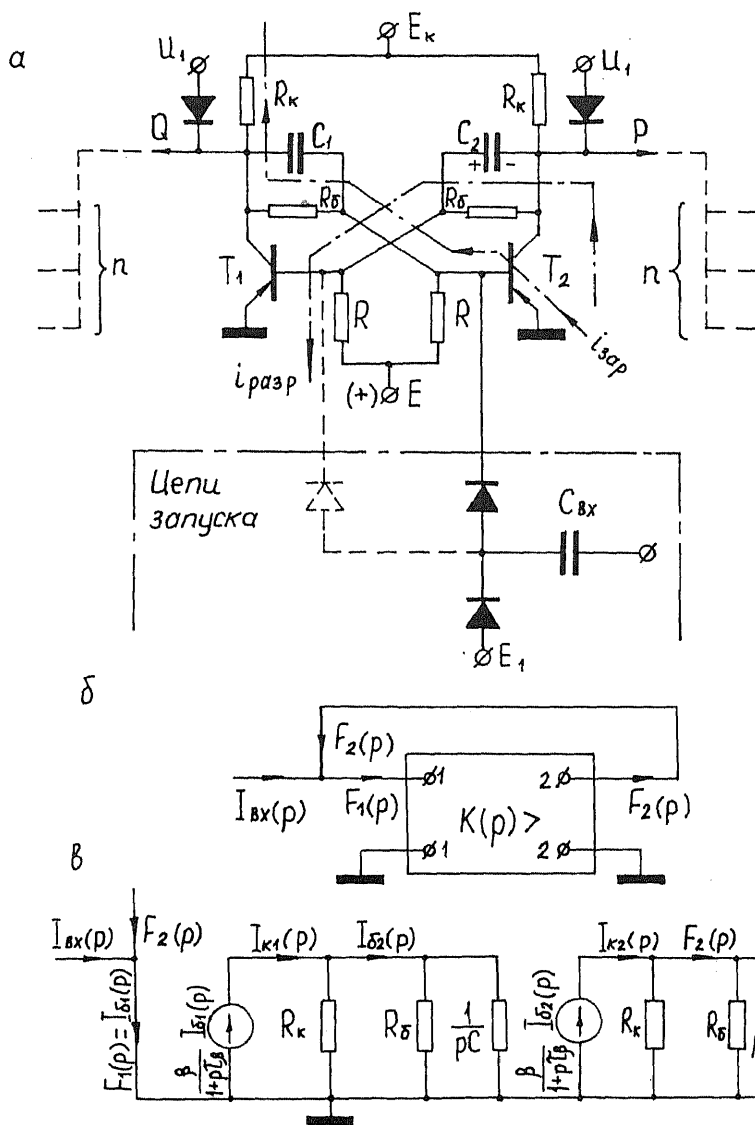 а
U₁
Eк
U₁
Rк
Rк
Q
C₁
C₂
P
+ -
Rб
Rб
n
T₁
T₂
n
R
R
iразр
(+)
E
iзар
Цепи
запуска
Cвх
E₁
б
F₂(p)
1
2
Iвх(p)
F₁(p)
K(p) >
F₂(p)
1
2
в
Iвх(p)
F₂(p)
Iк1(p)
Iб2(p)
Iк2(p)
F₂(p)
F₁(p) = Iб1(p)
β/(1+pτβ) Iб1(p)
Rк
Rб
1/pC
β/(1+pτβ) Iб2(p)
Rк
Rб